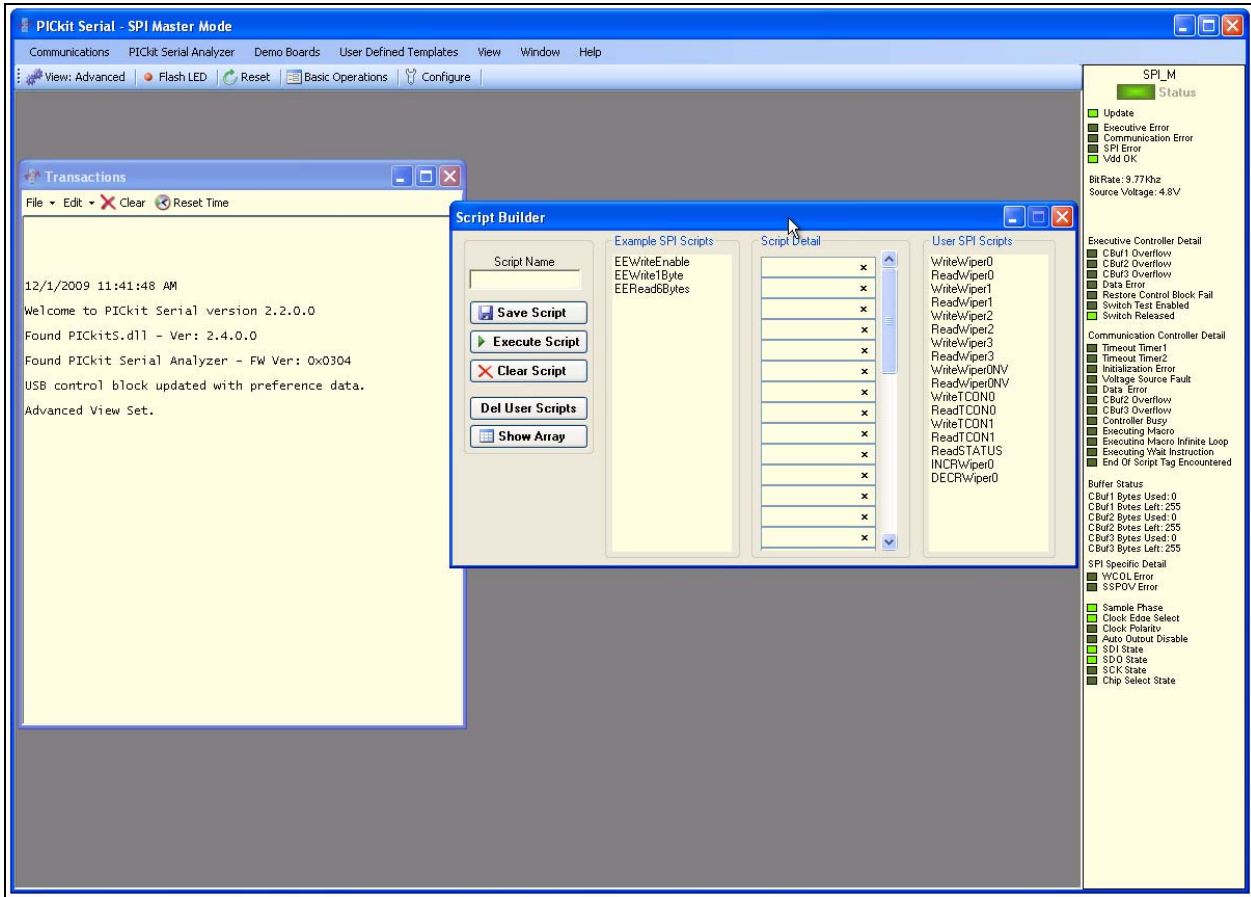 PICkit Serial - SPI Master Mode
Communications PICkit Serial Analyzer Demo Boards User Defined Templates View Window Help
View: Advanced Flash LED Reset Basic Operations Configure
Transactions
File Edit Clear Reset Time
12/1/2009 11:41:48 AM
Welcome to PICkit Serial version 2.2.0.0
Found PICkitS.dll - Ver: 2.4.0.0
Found PICkit Serial Analyzer - FW Ver: 0x0304
USB control block updated with preference data.
Advanced View Set.
Script Builder
Script Name
Save Script
Execute Script
Clear Script
Del User Scripts
Show Array
Example SPI Scripts
EEWriteEnable
EEWrite1Byte
EERead6Bytes
Script Detail
User SPI Scripts
WriteWiper0
ReadWiper0
WriteWiper1
ReadWiper1
WriteWiper2
ReadWiper2
WriteWiper3
ReadWiper3
WriteWiper0NV
ReadWiper0NV
WriteTCON0
ReadTCON0
WriteTCON1
ReadTCON1
ReadSTATUS
INCRWiper0
DECRWiper0
SPI_M
Status
Update
Executive Error
Communication Error
SPI Error
Vdd OK
BitRate: 9.77Khz
Source Voltage: 4.8V
Executive Controller Detail
CBuf1 Overflow
CBuf2 Overflow
CBuf3 Overflow
Data Error
Restore Control Block Fail
Switch Test Enabled
Switch Released
Communication Controller Detail
Timeout Timer1
Timeout Timer2
Initialization Error
Voltage Source Fault
Data Error
CBuf2 Overflow
CBuf3 Overflow
Controller Busy
Executing Macro
Executing Macro Infinite Loop
Executing Wait Instruction
End Of Script Tag Encountered
Buffer Status
CBuf1 Bytes Used: 0
CBuf1 Bytes Left: 255
CBuf2 Bytes Used: 0
CBuf2 Bytes Left: 255
CBuf3 Bytes Used: 0
CBuf3 Bytes Left: 255
SPI Specific Detail
WCOL Error
SSPOV Error
Sample Phase
Clock Edge Select
Clock Polarity
Auto Output Disable
SDI State
SDO State
SCK State
Chip Select State